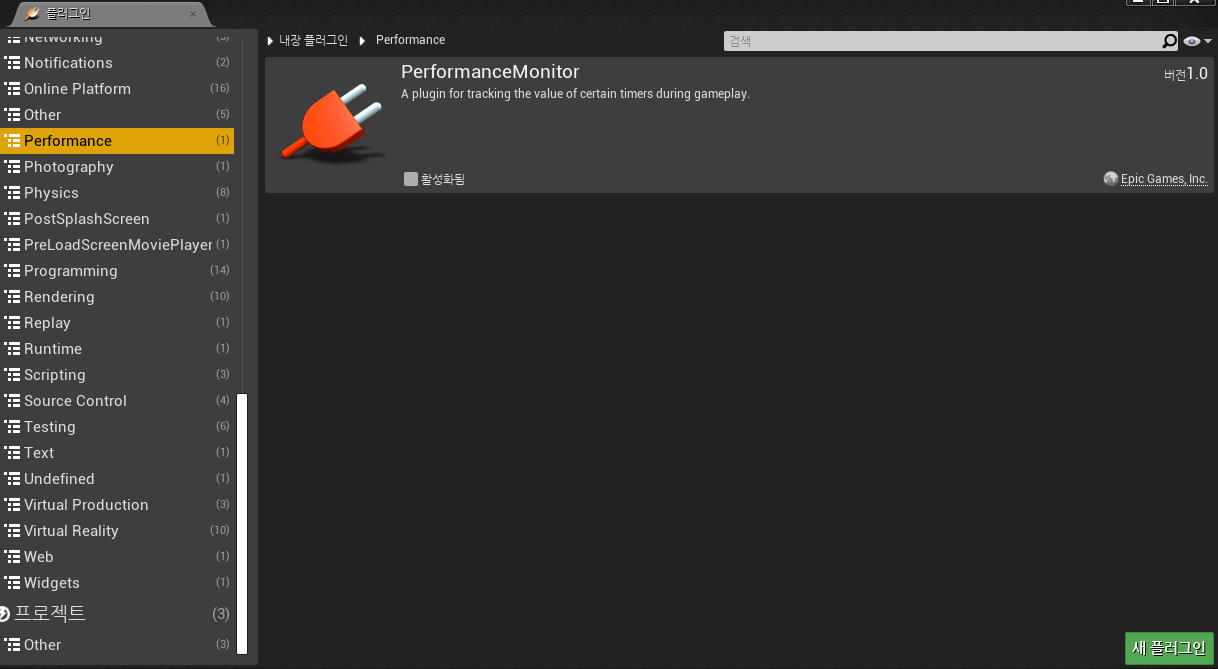 플러그인
Networking (5)
Notifications (2)
Online Platform (16)
Other (5)
Performance (1)
Photography (1)
Physics (8)
PostSplashScreen (1)
PreLoadScreenMoviePlayer (1)
Programming (14)
Rendering (10)
Replay (1)
Runtime (1)
Scripting (3)
Source Control (4)
Testing (6)
Text (1)
Undefined (1)
Virtual Production (3)
Virtual Reality (10)
Web (1)
Widgets (1)
프로젝트 (3)
Other (3)
내장 플러그인 Performance
검색
PerformanceMonitor 버전1.0
A plugin for tracking the value of certain timers during gameplay.
활성화됨 Epic Games, Inc.
새 플러그인